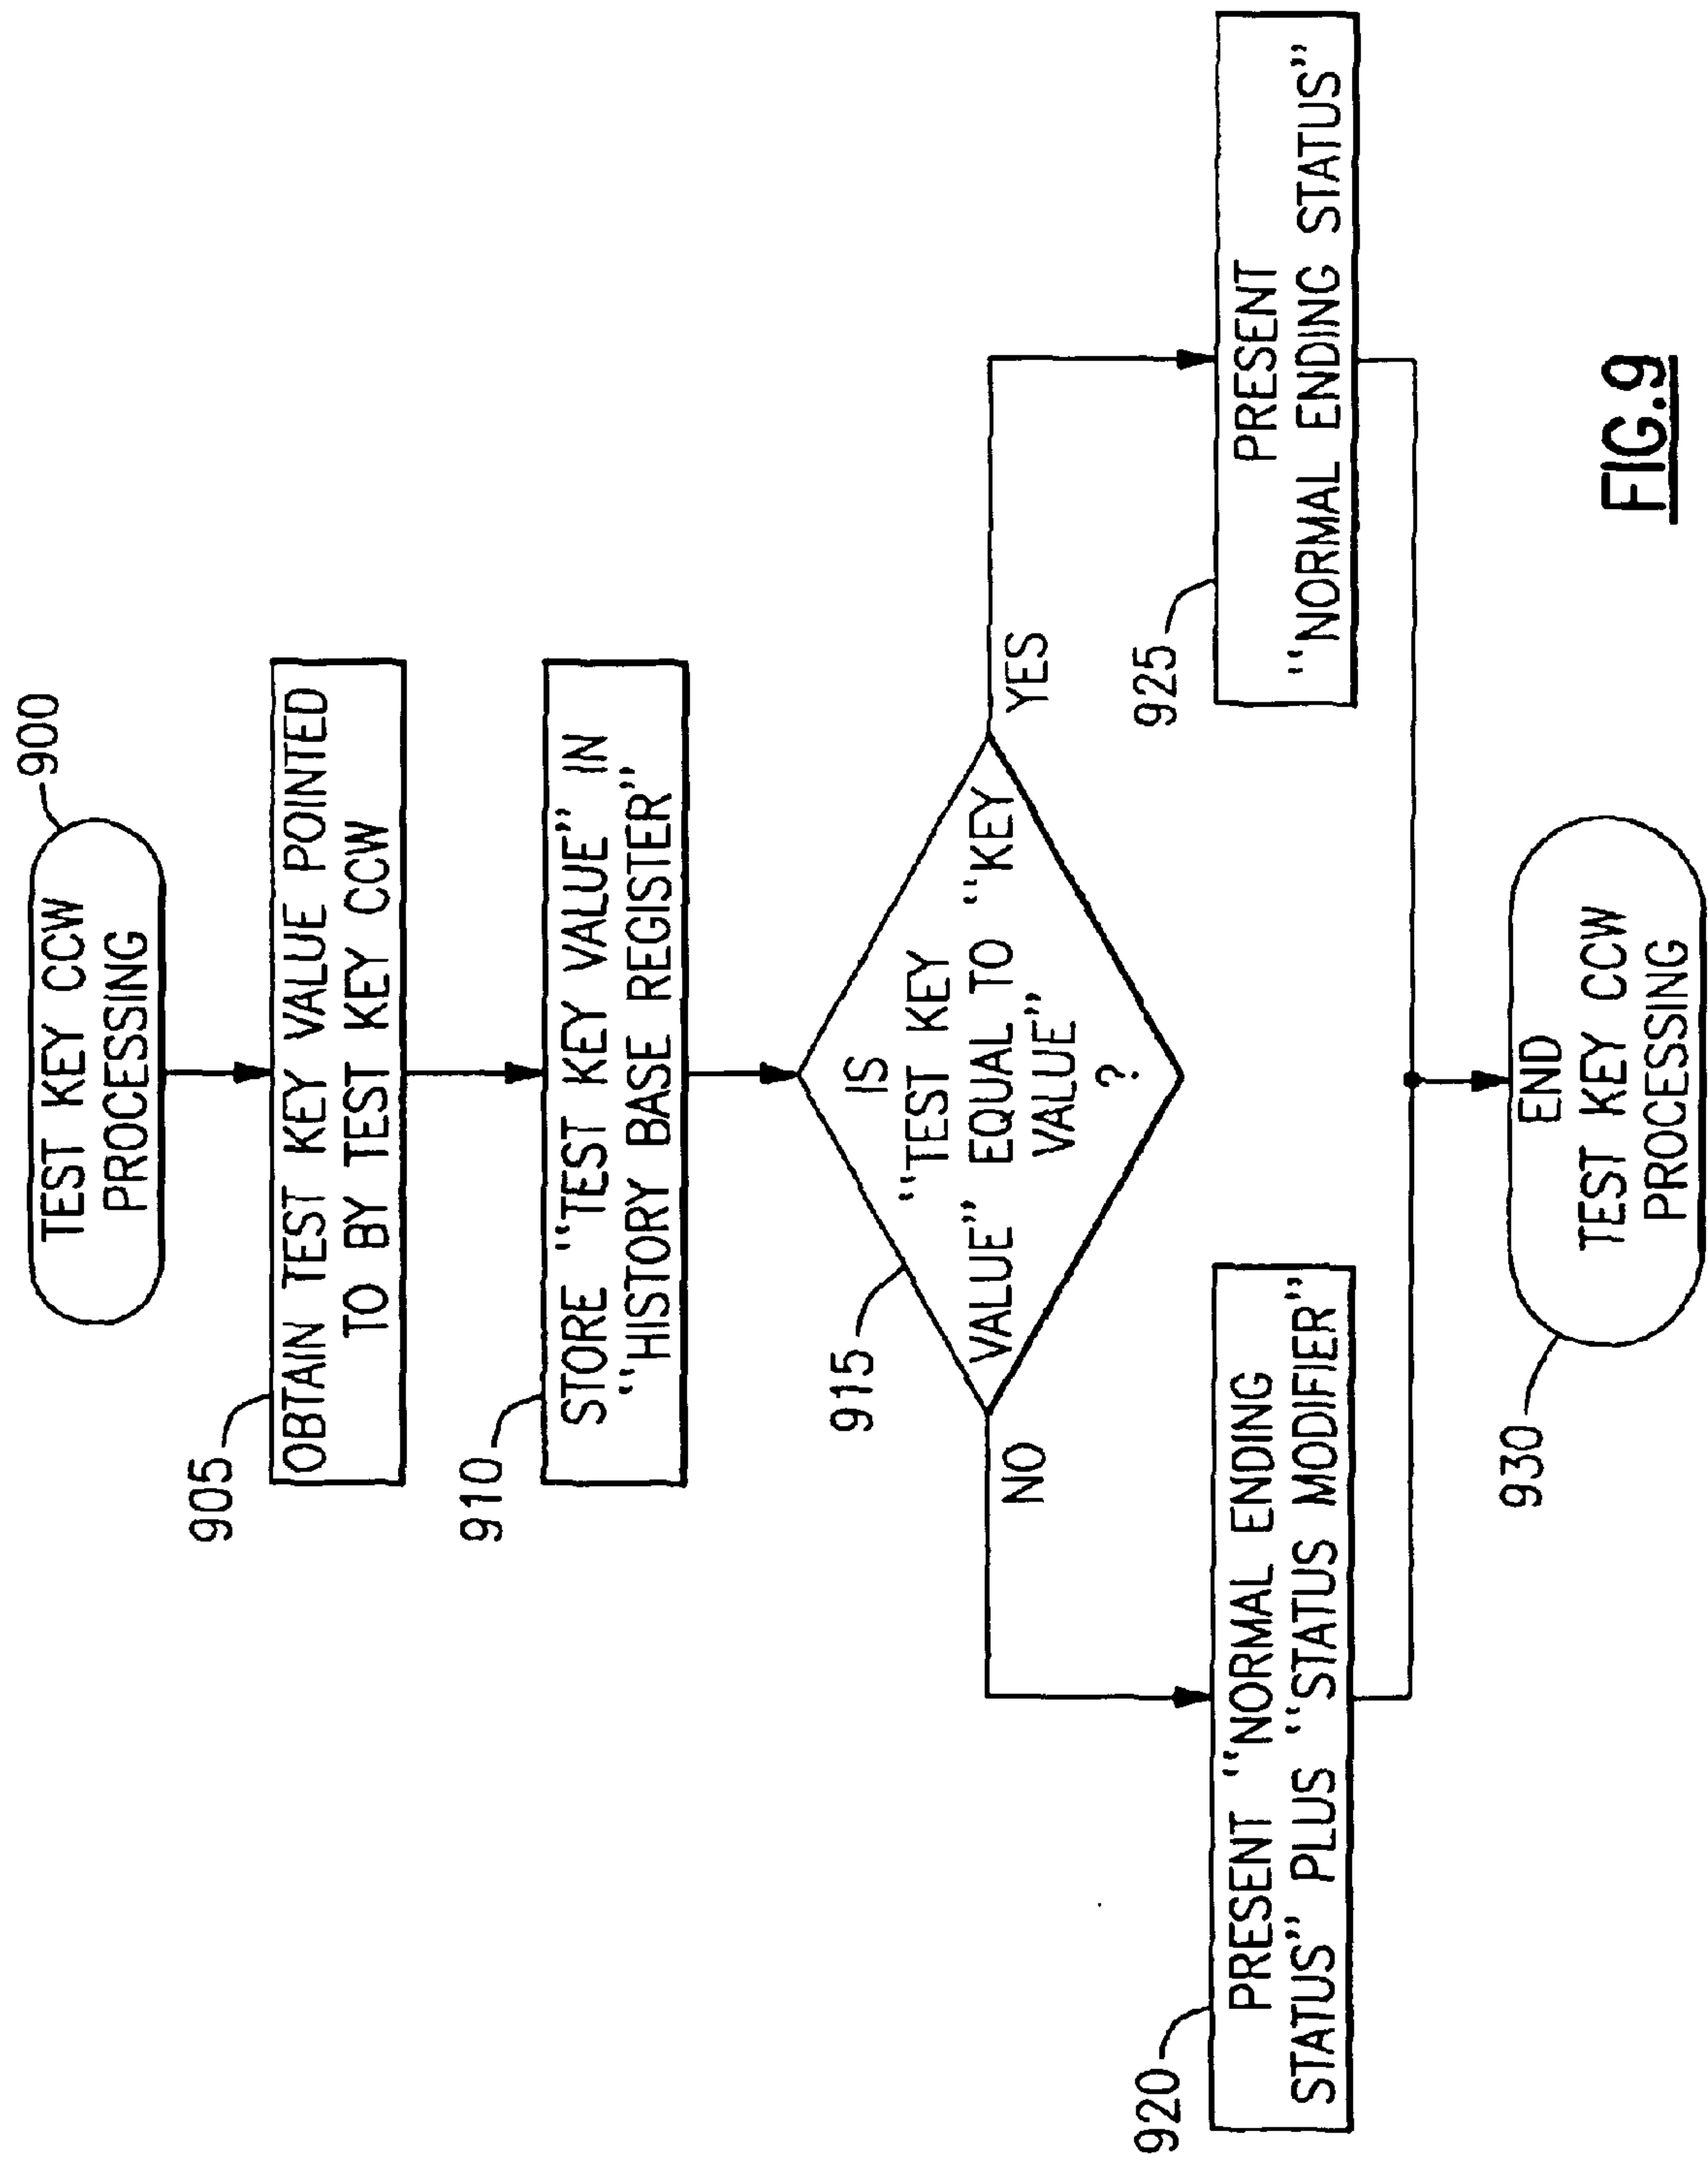 900
TEST KEY CCW
PROCESSING
905
OBTAIN TEST KEY VALUE POINTED
TO BY TEST KEY CCW
910
STORE "TEST KEY VALUE" IN
"HISTORY BASE REGISTER"
915
IS
"TEST KEY
VALUE" EQUAL TO "KEY
VALUE"
?
NO
YES
920
PRESENT "NORMAL ENDING
STATUS" PLUS "STATUS MODIFIER"
925
PRESENT
"NORMAL ENDING STATUS"
930
END
TEST KEY CCW
PROCESSING
FIG.9